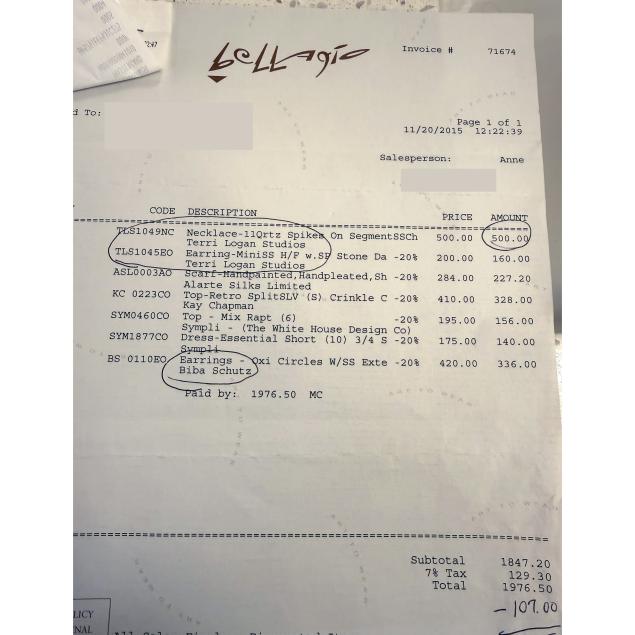 bellagio
Invoice # 71674
d To:
Page 1 of 1
11/20/2015 12:22:39
Salesperson: Anne
CODE DESCRIPTION PRICE AMOUNT
TLS1049NC Necklace-11Qrtz Spikes On SegmentSSCh 500.00 500.00
Terri Logan Studios
TLS1045EO Earring-MiniSS H/F w.SP Stone Da -20% 200.00 160.00
Terri Logan Studios
ASL0003AO Scarf-Handpainted,Handpleated,Sh -20% 284.00 227.20
Alarte Silks Limited
KC 0223CO Top-Retro SplitSLV (S) Crinkle C -20% 410.00 328.00
Kay Chapman
SYM0460CO Top - Mix Rapt (6) -20% 195.00 156.00
Sympli - (The White House Design Co)
SYM1877CO Dress-Essential Short (10) 3/4 S -20% 175.00 140.00
Sympli
BS 0110EO Earrings - Oxi Circles W/SS Exte -20% 420.00 336.00
Biba Schutz
Paid by: 1976.50 MC
Subtotal 1847.20
7% Tax 129.30
Total 1976.50
-107.00
LICY
NAL